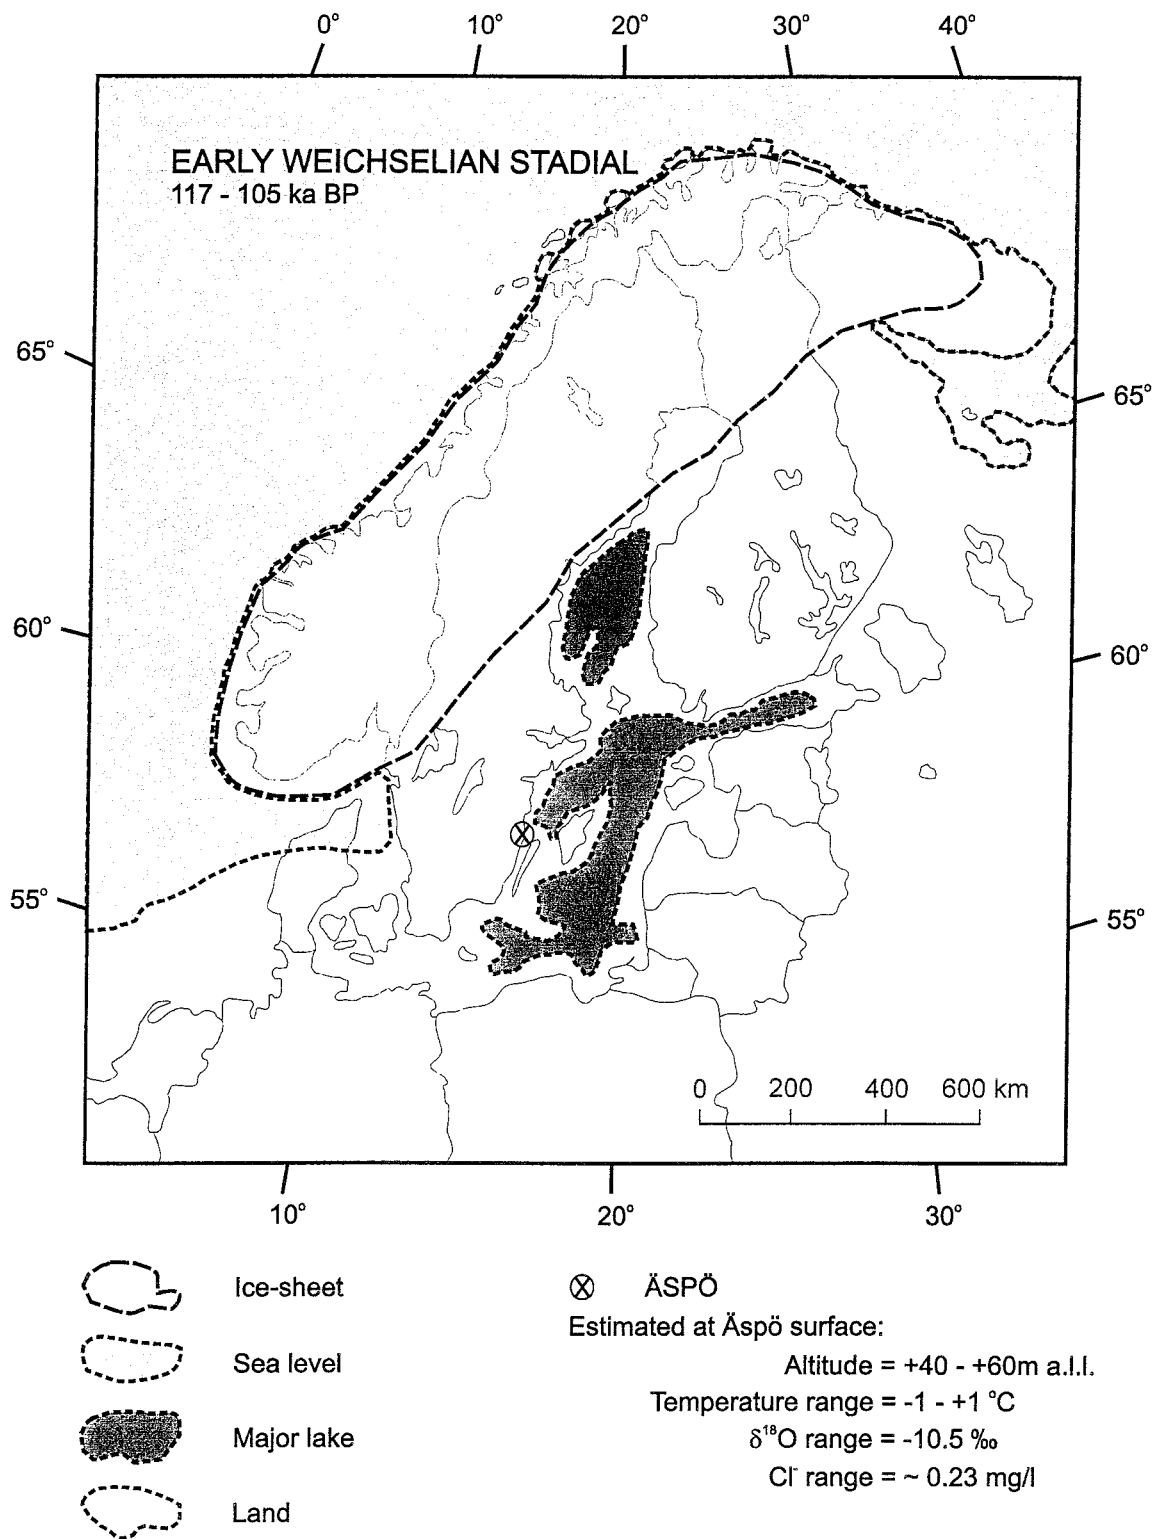 0° 10° 20° 30° 40°
EARLY WEICHSELIAN STADIAL
117 - 105 ka BP
65°
65°
60°
60°
55°
55°
0 200 400 600 km
10° 20° 30°
Ice-sheet
Sea level
Major lake
Land
ÄSPÖ
Estimated at Äspö surface:
Altitude = +40 - +60m a.l.l.
Temperature range = -1 - +1 °C
δ¹⁸O range = -10.5 ‰
Cl⁻ range = ~ 0.23 mg/l